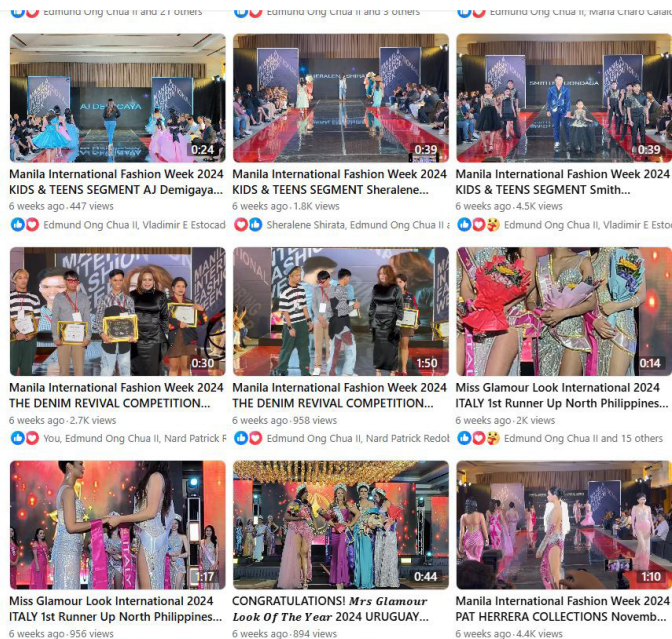 Edmund Ong Chua II and 21 others
Edmund Ong Chua II and 3 others
Edmund Ong Chua II, Maria Charo Calalo
AJ DEMIGAYA
SHERALENE SHIRATA
0:24
0:39
0:39
Manila International Fashion Week 2024
KIDS & TEENS SEGMENT AJ Demigaya...
6 weeks ago · 447 views
Edmund Ong Chua II, Vladimir E Estocad
Manila International Fashion Week 2024
KIDS & TEENS SEGMENT Sheralene...
6 weeks ago · 1.8K views
Sheralene Shirata, Edmund Ong Chua II a
Manila International Fashion Week 2024
KIDS & TEENS SEGMENT Smith...
6 weeks ago · 4.5K views
Edmund Ong Chua II, Vladimir E Estoc
0:30
1:50
0:14
Manila International Fashion Week 2024
THE DENIM REVIVAL COMPETITION...
6 weeks ago · 2.7K views
You, Edmund Ong Chua II, Nard Patrick R
Manila International Fashion Week 2024
THE DENIM REVIVAL COMPETITION...
6 weeks ago · 958 views
Edmund Ong Chua II, Nard Patrick Redol
Miss Glamour Look International 2024
ITALY 1st Runner Up North Philippines...
6 weeks ago · 2K views
Edmund Ong Chua II and 15 others
1:17
0:44
1:10
Miss Glamour Look International 2024
ITALY 1st Runner Up North Philippines...
6 weeks ago · 956 views
CONGRATULATIONS! Mrs Glamour
Look Of The Year 2024 URUGUAY...
6 weeks ago · 894 views
Manila International Fashion Week 2024
PAT HERRERA COLLECTIONS Novemb...
6 weeks ago · 4.4K views